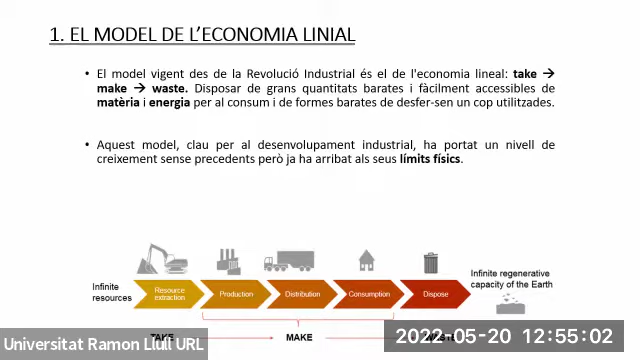 1. EL MODEL DE L’ECONOMIA LINIAL
• El model vigent des de la Revolució Industrial és el de l'economia lineal: take →
make → waste. Disposar de grans quantitats barates i fàcilment accessibles de
matèria i energia per al consum i de formes barates de desfer-sen un cop utilitzades.
• Aquest model, clau per al desenvolupament industrial, ha portat un nivell de
creixement sense precedents però ja ha arribat als seus límits físics.
Infinite
resources
Resource
extraction
Production
Distribution
Consumption
Dispose
Infinite regenerative
capacity of the Earth
TAKE
MAKE
WASTE
Universitat Ramon Llull URL
2022-05-20 12:55:02